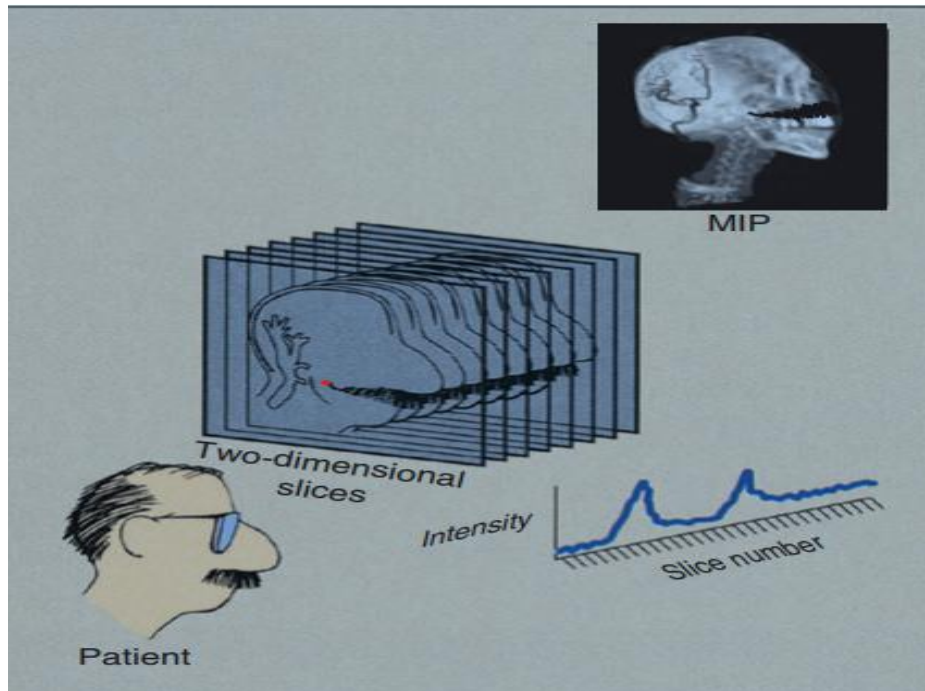 MIP
Two-dimensional
slices
Intensity
Slice number
Patient